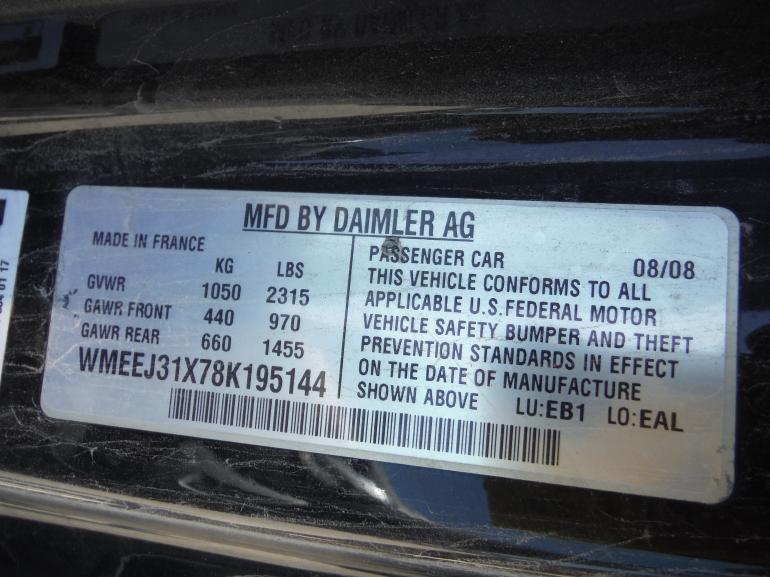 MFD BY DAIMLER AG
MADE IN FRANCE
KG LBS
GVWR 1050 2315
GAWR FRONT 440 970
GAWR REAR 660 1455
WMEEJ31X78K195144
PASSENGER CAR 08/08
THIS VEHICLE CONFORMS TO ALL
APPLICABLE U.S.FEDERAL MOTOR
VEHICLE SAFETY BUMPER AND THEFT
PREVENTION STANDARDS IN EFFECT
ON THE DATE OF MANUFACTURE
SHOWN ABOVE LU:EB1 LO:EAL